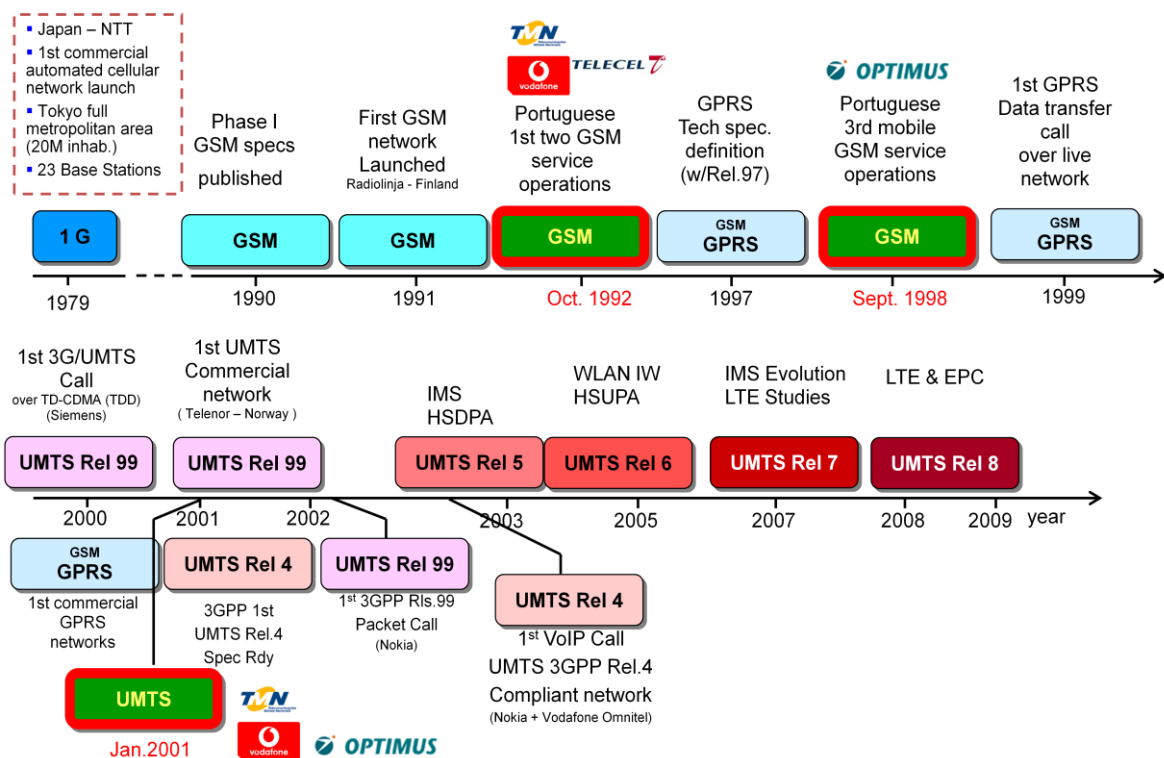 Japan – NTT
1st commercial
automated cellular
network launch
Tokyo full
metropolitan area
(20M inhab.)
23 Base Stations
Phase I
GSM specs
published
First GSM
network
Launched
Radiolinja - Finland
TMN
vodafone
TELECEL
Portuguese
1st two GSM
service
operations
GPRS
Tech spec.
definition
(w/Rel.97)
OPTIMUS
Portuguese
3rd mobile
GSM service
operations
1st GPRS
Data transfer
call
over live
network
1 G
GSM
GSM
GSM
GSM
GPRS
GSM
GSM
GPRS
1979
1990
1991
Oct. 1992
1997
Sept. 1998
1999
1st 3G/UMTS
Call
over TD-CDMA (TDD)
(Siemens)
1st UMTS
Commercial
network
( Telenor – Norway )
IMS
HSDPA
WLAN IW
HSUPA
IMS Evolution
LTE Studies
LTE & EPC
UMTS Rel 99
UMTS Rel 99
UMTS Rel 5
UMTS Rel 6
UMTS Rel 7
UMTS Rel 8
2000
2001
2002
2003
2005
2007
2008
2009
year
GSM
GPRS
1st commercial
GPRS
networks
UMTS Rel 4
3GPP 1st
UMTS Rel.4
Spec Rdy
UMTS Rel 99
1st 3GPP Rls.99
Packet Call
(Nokia)
UMTS Rel 4
1st VoIP Call
UMTS 3GPP Rel.4
Compliant network
(Nokia + Vodafone Omnitel)
UMTS
Jan.2001
TMN
vodafone
OPTIMUS